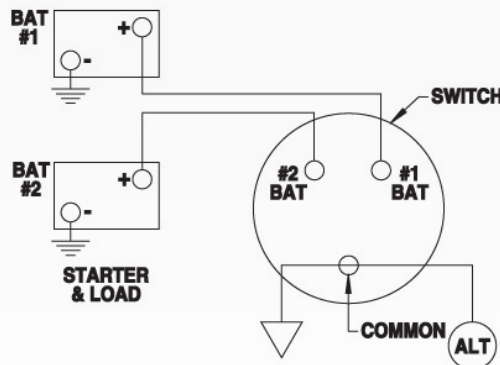 BAT
#1
+
-
SWITCH
BAT
#2
+
-
#2
BAT
#1
BAT
STARTER
& LOAD
COMMON
ALT